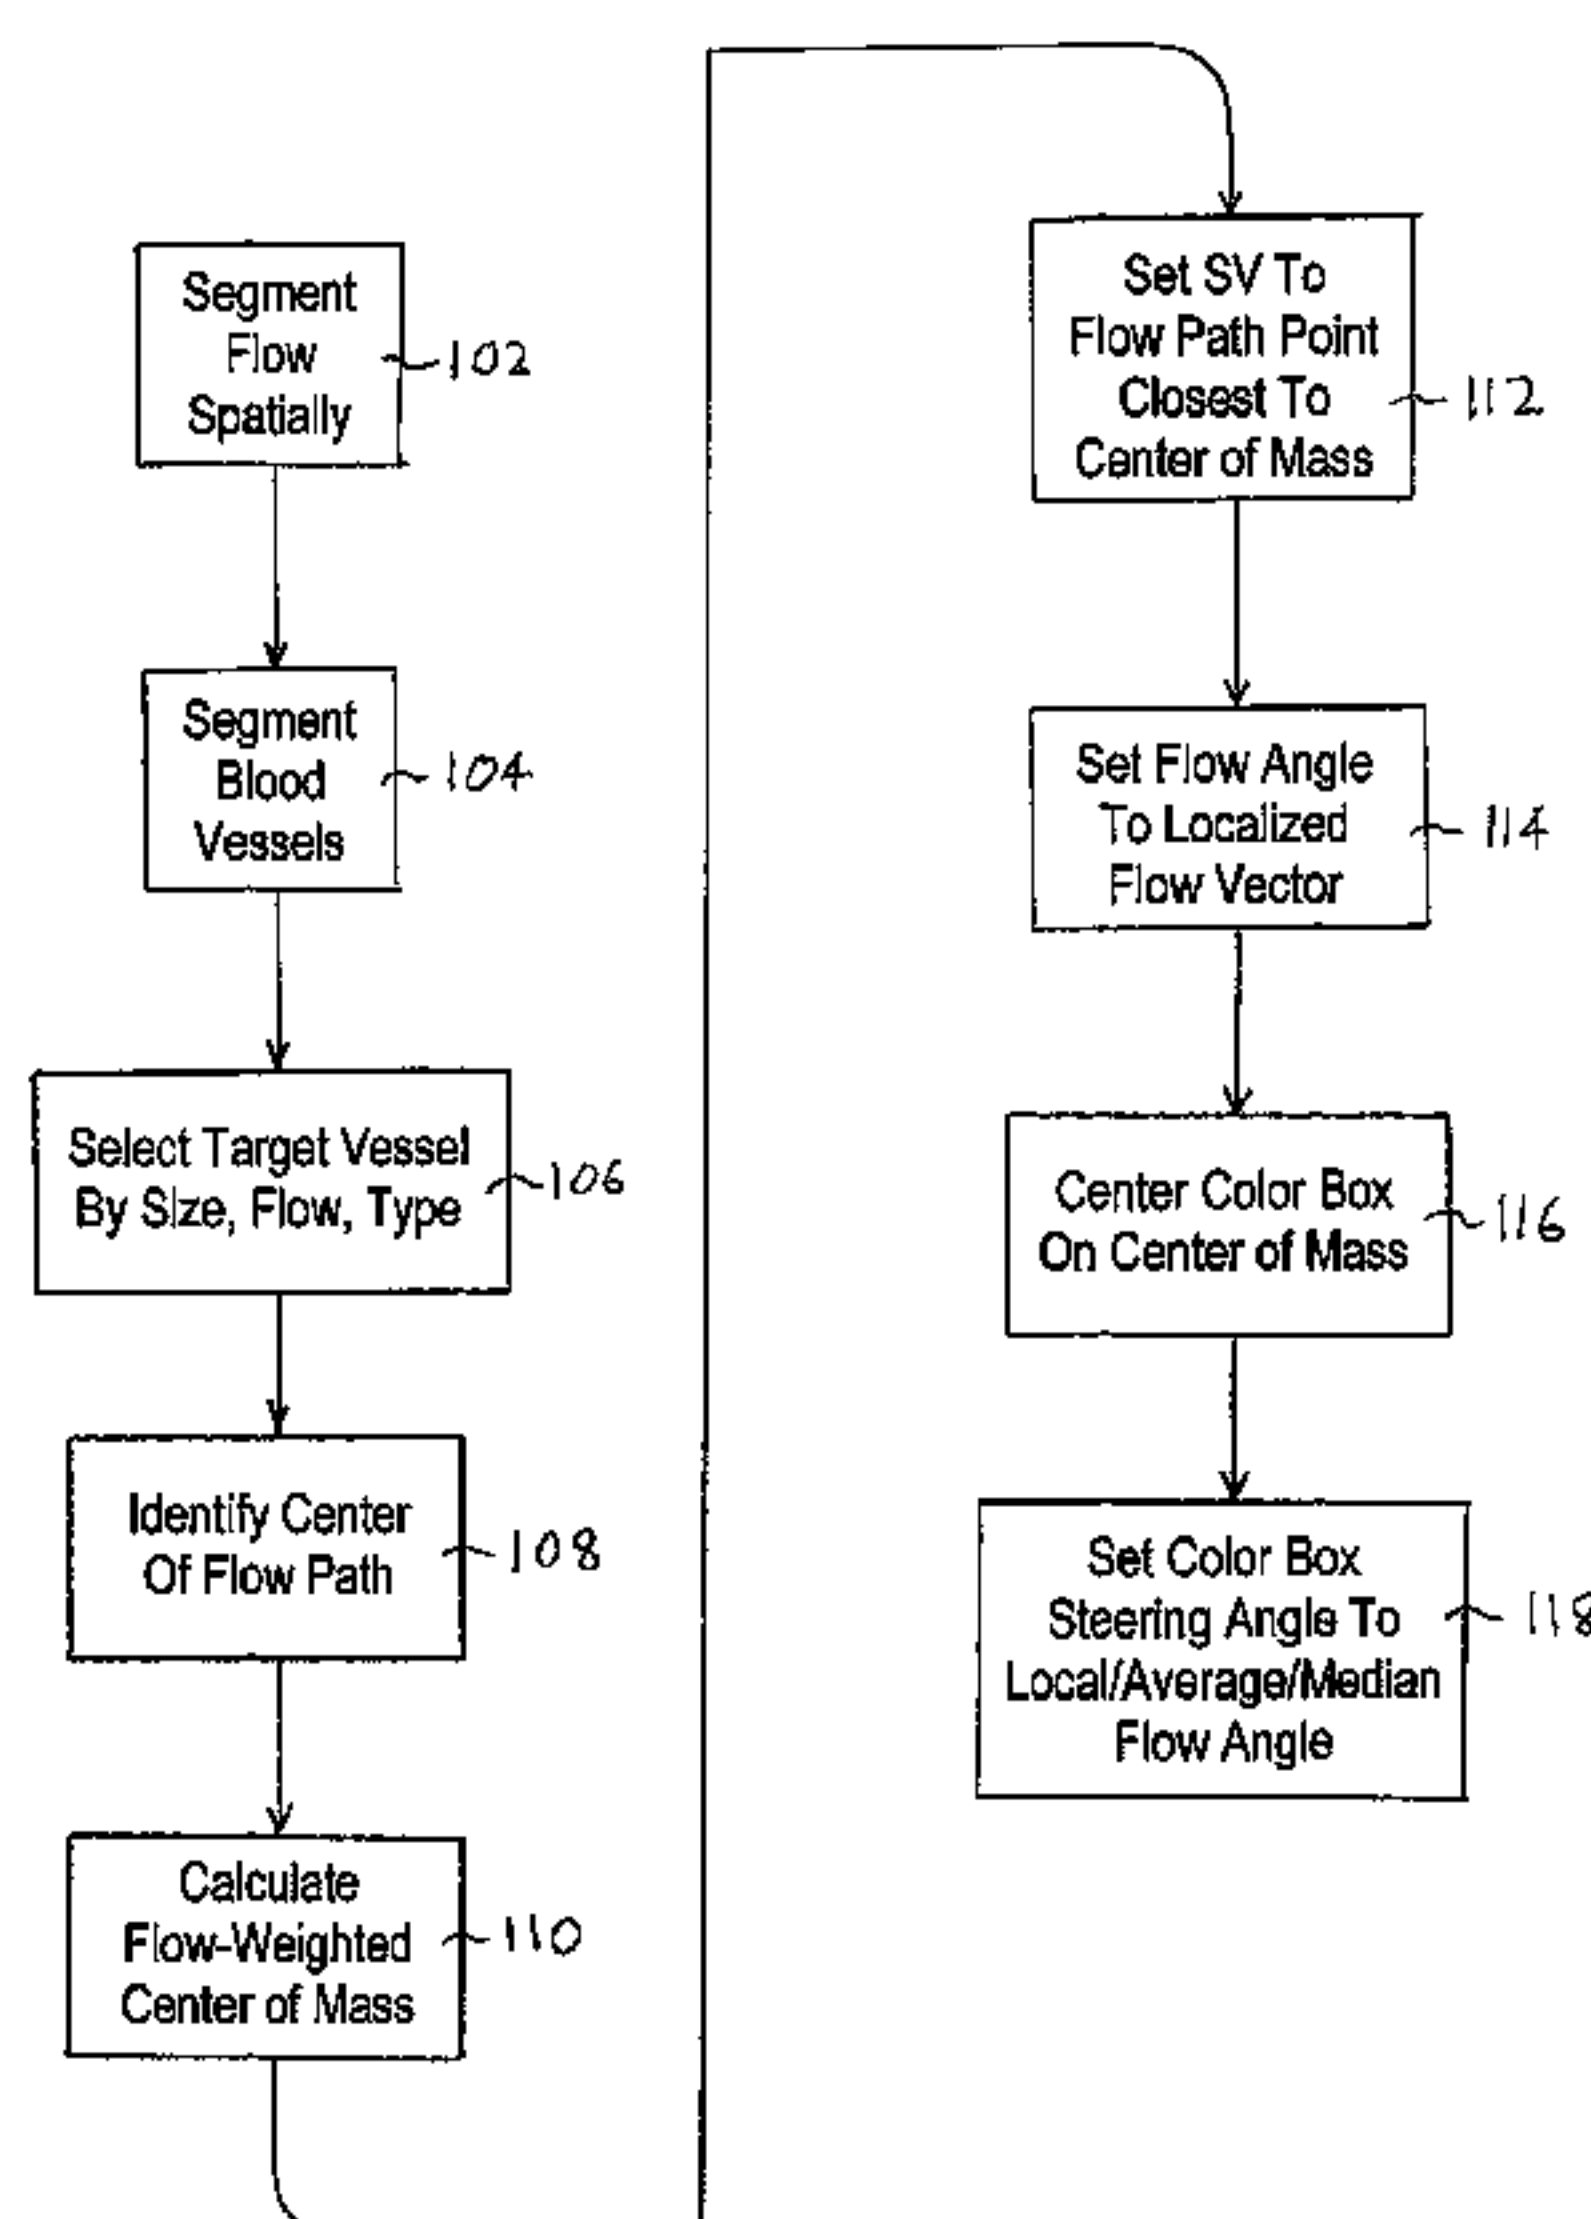 Segment
Flow
Spatially
102
Segment
Blood
Vessels
104
Select Target Vessel
By Size, Flow, Type
106
Identify Center
Of Flow Path
108
Calculate
Flow-Weighted
Center of Mass
110
Set SV To
Flow Path Point
Closest To
Center of Mass
112
Set Flow Angle
To Localized
Flow Vector
114
Center Color Box
On Center of Mass
116
Set Color Box
Steering Angle To
Local/Average/Median
Flow Angle
118